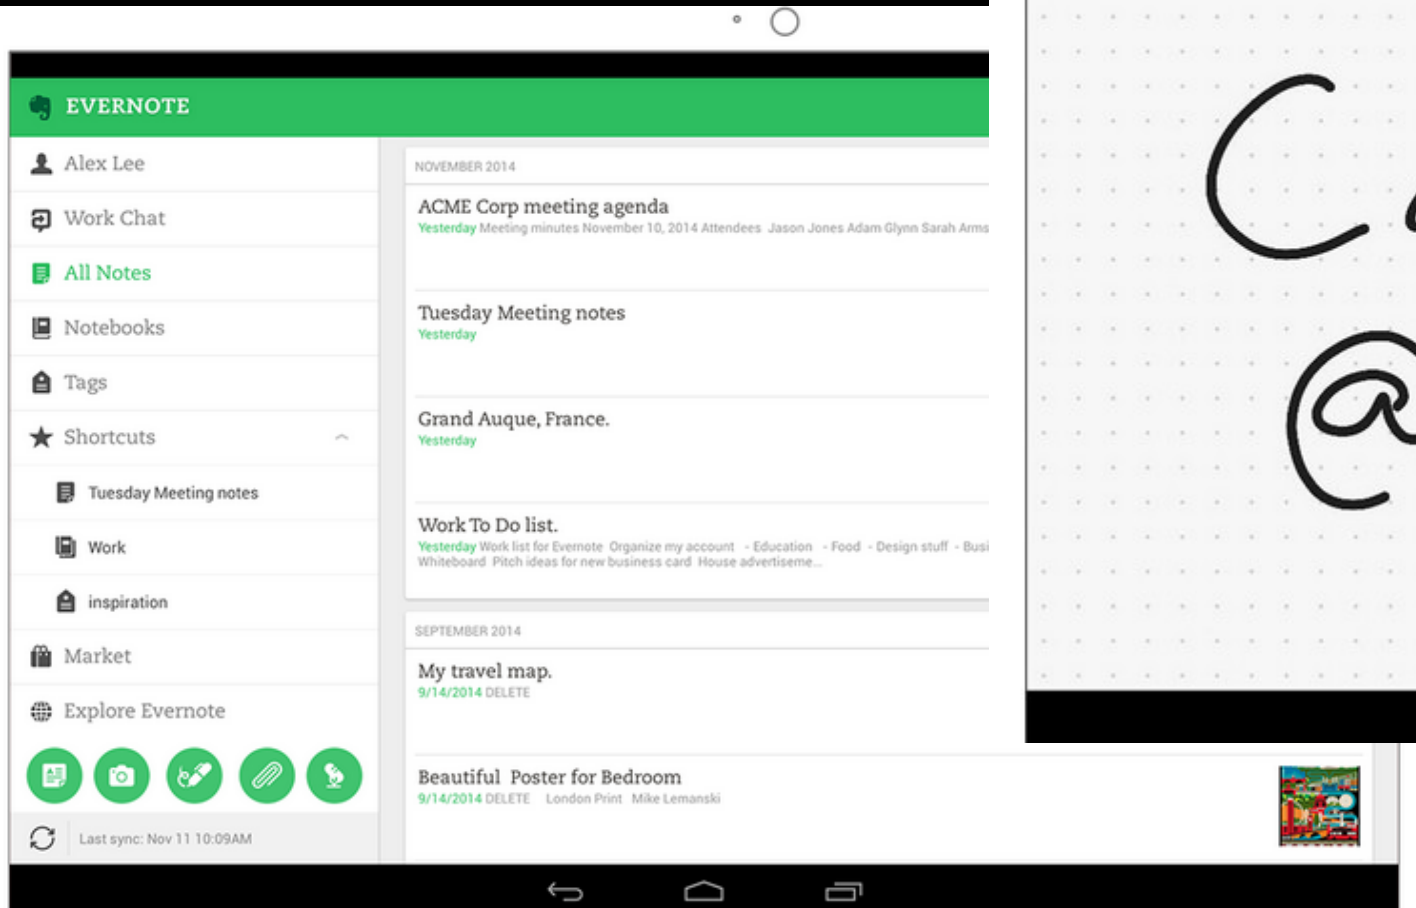 EVERNOTE
Alex Lee
Work Chat
All Notes
Notebooks
Tags
Shortcuts
Tuesday Meeting notes
Work
inspiration
Market
Explore Evernote
Last sync: Nov 11 10:09AM
NOVEMBER 2014
ACME Corp meeting agenda
Yesterday Meeting minutes November 10, 2014 Attendees Jason Jones Adam Glynn Sarah Arms
Tuesday Meeting notes
Yesterday
Grand Auque, France.
Yesterday
Work To Do list.
Yesterday Work list for Evernote Organize my account - Education - Food - Design stuff - Busi
Whiteboard Pitch ideas for new business card House advertiseme...
SEPTEMBER 2014
My travel map.
9/14/2014 DELETE
Beautiful Poster for Bedroom
9/14/2014 DELETE London Print Mike Lemanski
C
@